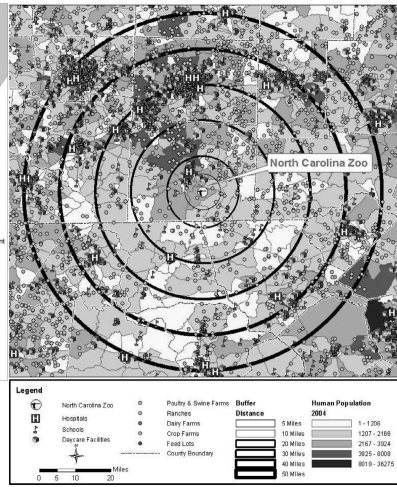 North Carolina Zoo
Legend
North Carolina Zoo
Hospitals
Schools
Daycare Facilities
Poultry & Swine Farms
Ranches
Dairy Farms
Crop Farms
Feed Lots
County Boundary
Buffer
Distance
5 Miles
10 Miles
20 Miles
30 Miles
40 Miles
50 Miles
Human Population
2004
1 - 1206
1207 - 2166
2167 - 3924
3925 - 8008
8019 - 36275
Miles
0 5 10 20